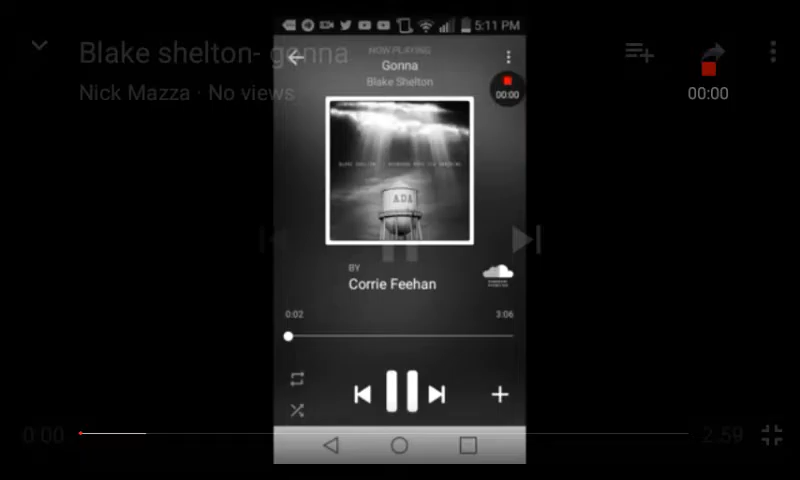 5:11 PM
Blake shelton- gonna
NOW PLAYING
Gonna
Blake Shelton
Nick Mazza · No views
00:00
00:00
ADA
BY
Corrie Feehan
0:02
3:06
0:00
-2:59